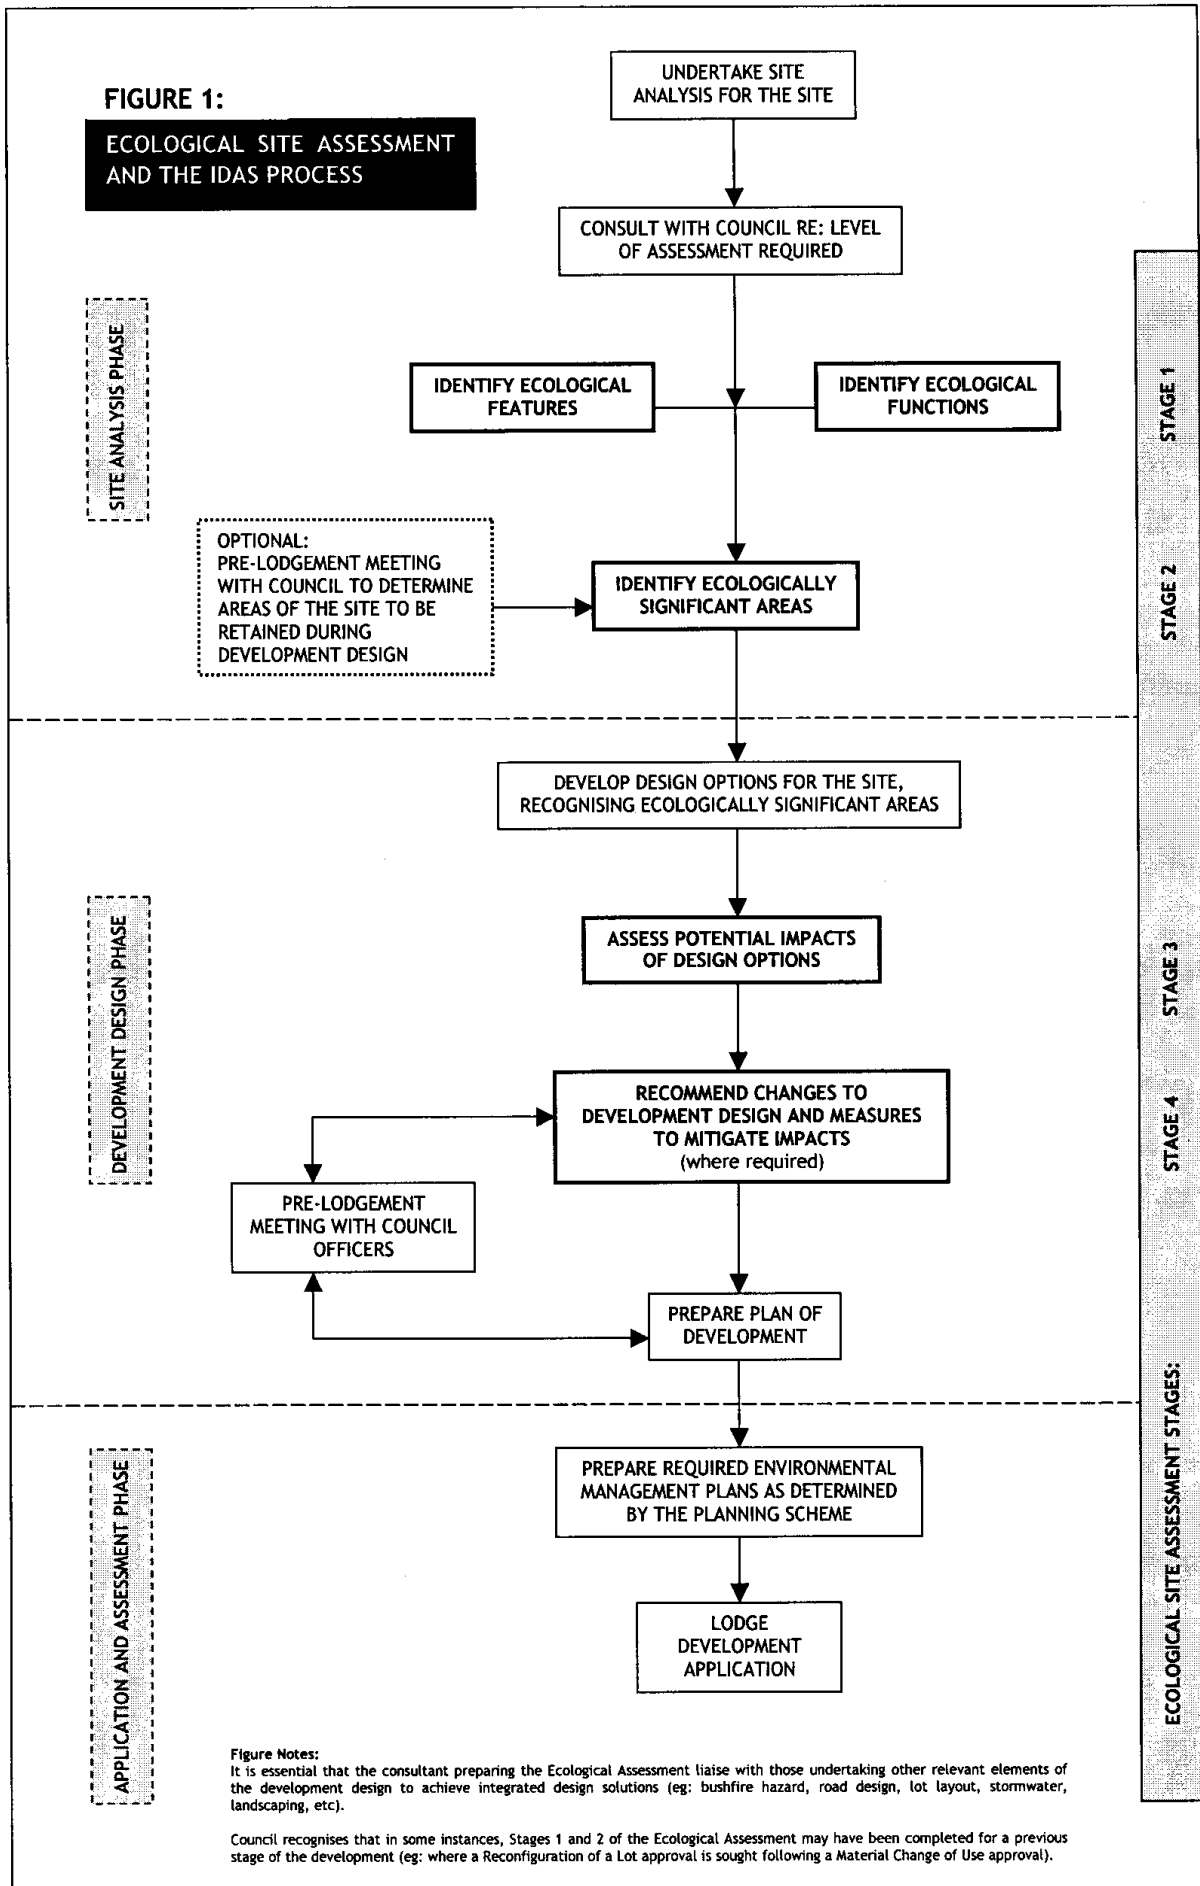 FIGURE 1:
ECOLOGICAL SITE ASSESSMENT
AND THE IDAS PROCESS
UNDERTAKE SITE
ANALYSIS FOR THE SITE
CONSULT WITH COUNCIL RE: LEVEL
OF ASSESSMENT REQUIRED
SITE ANALYSIS PHASE
IDENTIFY ECOLOGICAL
FEATURES
IDENTIFY ECOLOGICAL
FUNCTIONS
STAGE 1
OPTIONAL:
PRE-LODGEMENT MEETING
WITH COUNCIL TO DETERMINE
AREAS OF THE SITE TO BE
RETAINED DURING
DEVELOPMENT DESIGN
IDENTIFY ECOLOGICALLY
SIGNIFICANT AREAS
STAGE 2
DEVELOPMENT DESIGN PHASE
DEVELOP DESIGN OPTIONS FOR THE SITE,
RECOGNISING ECOLOGICALLY SIGNIFICANT AREAS
ASSESS POTENTIAL IMPACTS
OF DESIGN OPTIONS
STAGE 3
RECOMMEND CHANGES TO
DEVELOPMENT DESIGN AND MEASURES
TO MITIGATE IMPACTS
(where required)
STAGE 4
PRE-LODGEMENT
MEETING WITH COUNCIL
OFFICERS
PREPARE PLAN OF
DEVELOPMENT
APPLICATION AND ASSESSMENT PHASE
PREPARE REQUIRED ENVIRONMENTAL
MANAGEMENT PLANS AS DETERMINED
BY THE PLANNING SCHEME
LODGE
DEVELOPMENT
APPLICATION
ECOLOGICAL SITE ASSESSMENT STAGES:
Figure Notes:
It is essential that the consultant preparing the Ecological Assessment liaise with those undertaking other relevant elements of
the development design to achieve integrated design solutions (eg: bushfire hazard, road design, lot layout, stormwater,
landscaping, etc).
Council recognises that in some instances, Stages 1 and 2 of the Ecological Assessment may have been completed for a previous
stage of the development (eg: where a Reconfiguration of a Lot approval is sought following a Material Change of Use approval).